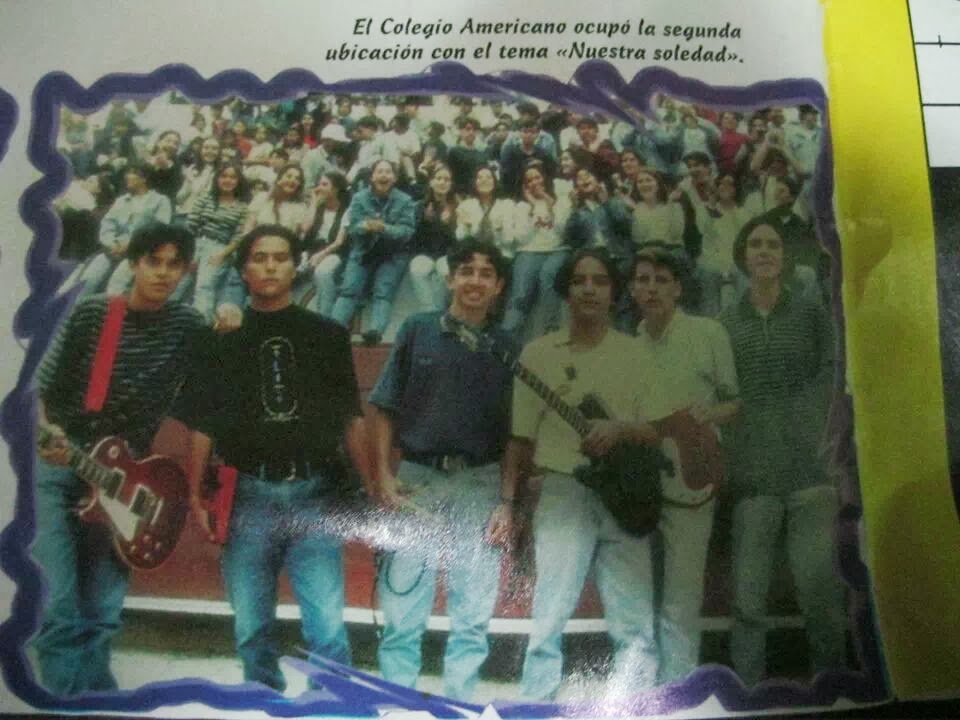 El Colegio Americano ocupó la segunda
ubicación con el tema «Nuestra soledad».